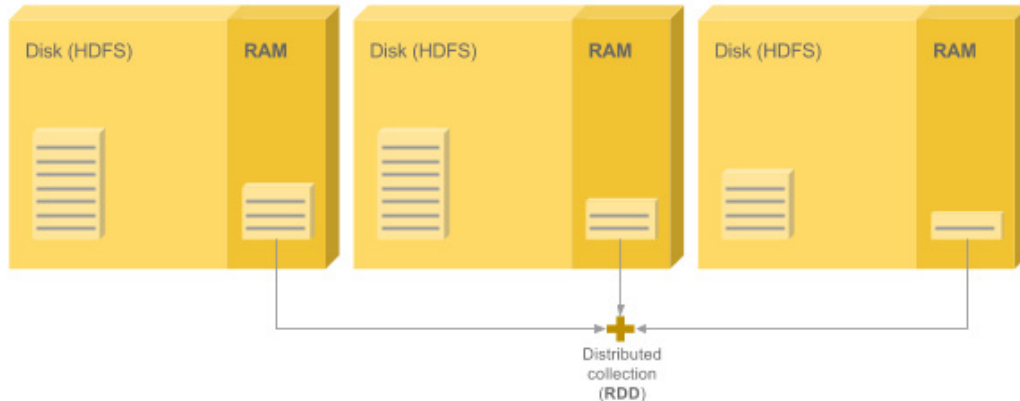 Disk (HDFS) RAM Disk (HDFS) RAM Disk (HDFS) RAM
Distributed
collection
(RDD)